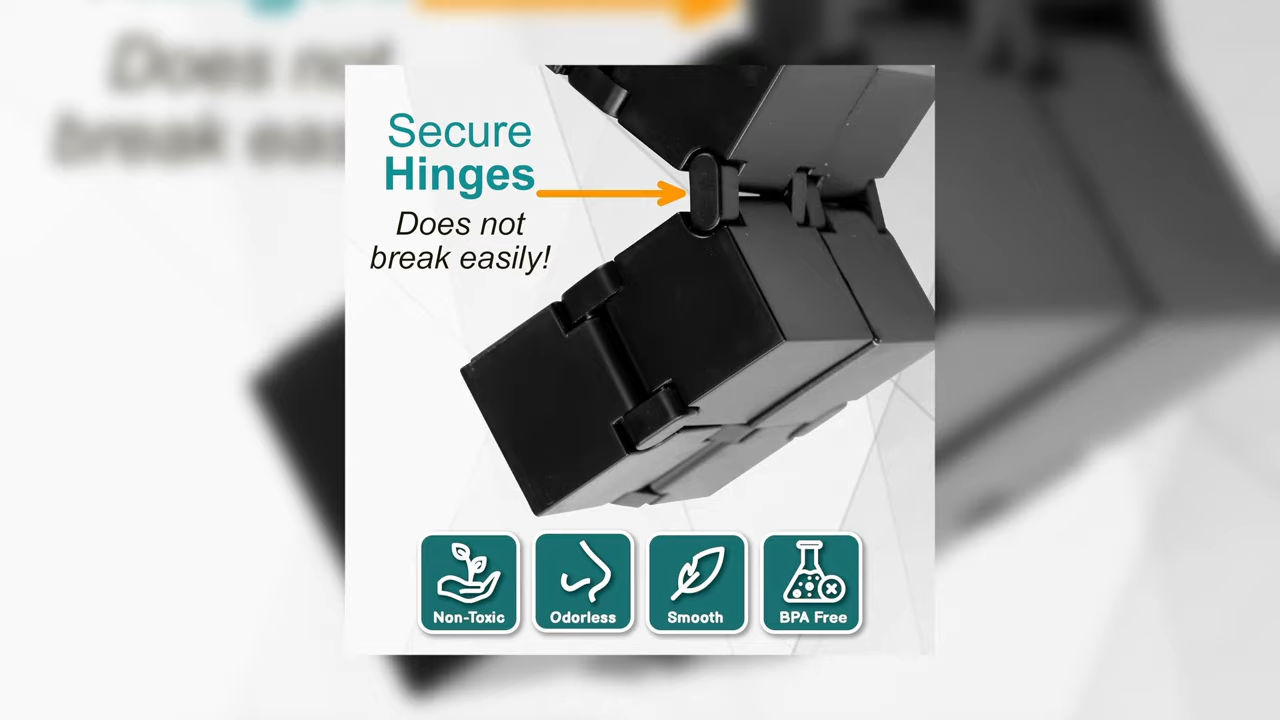 Secure
Hinges
Does not
break easily!
Non-Toxic
Odorless
Smooth
BPA Free